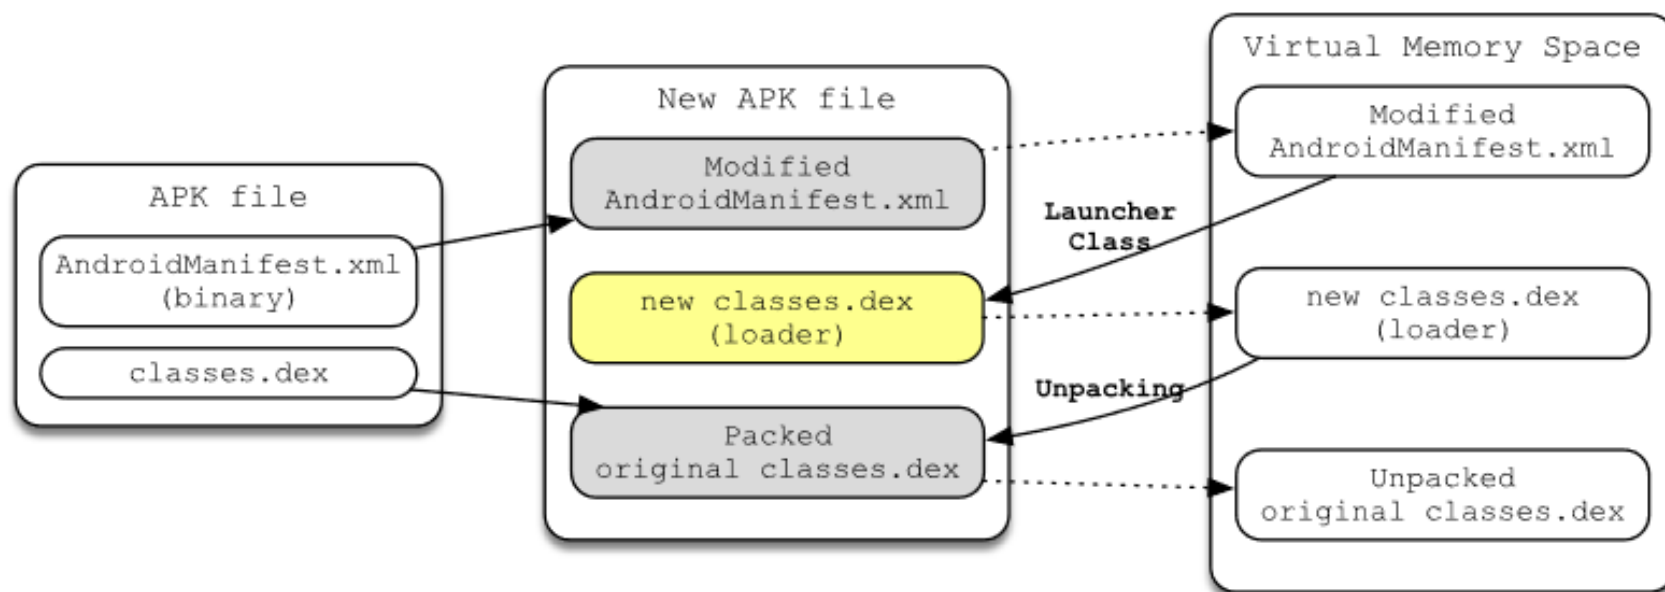 APK file
AndroidManifest.xml
(binary)
classes.dex
New APK file
Modified
AndroidManifest.xml
new classes.dex
(loader)
Packed
original classes.dex
Launcher
Class
Unpacking
Virtual Memory Space
Modified
AndroidManifest.xml
new classes.dex
(loader)
Unpacked
original classes.dex